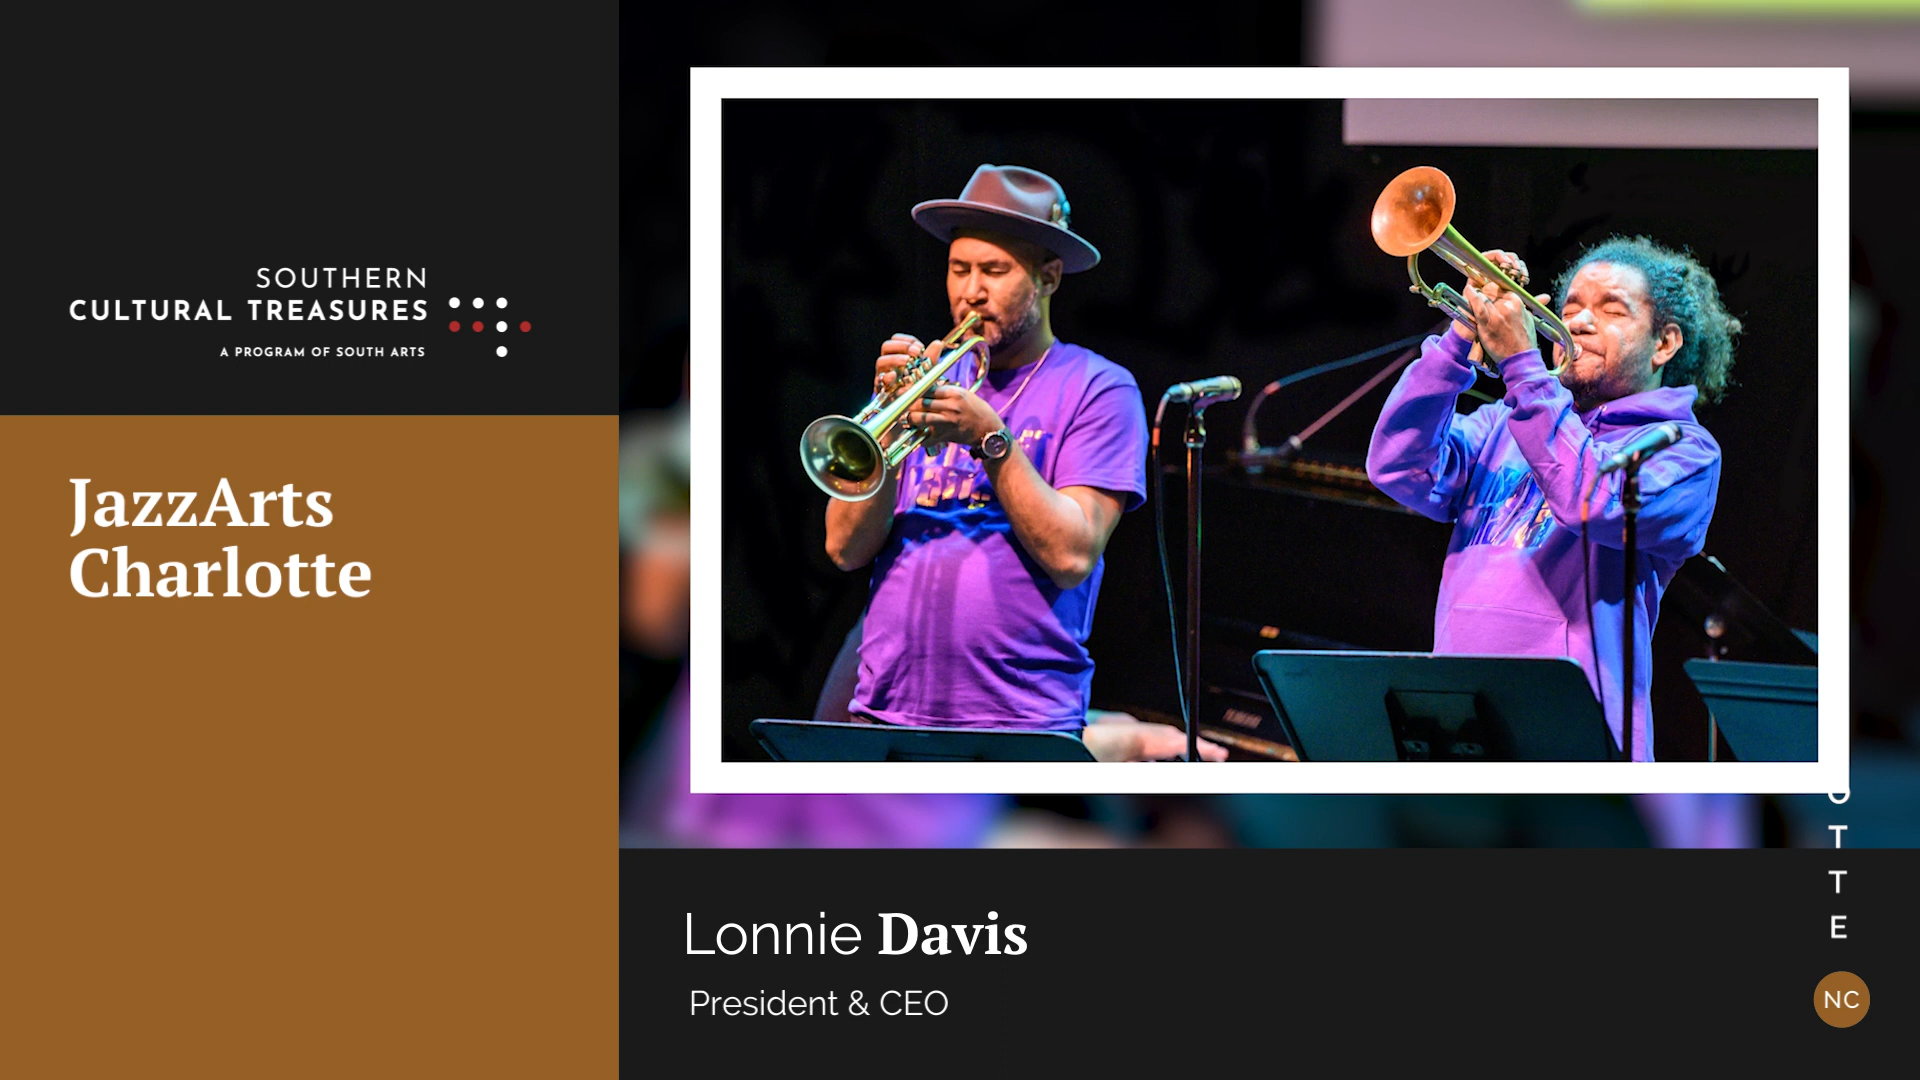 SOUTHERN
CULTURAL TREASURES
A PROGRAM OF SOUTH ARTS
JazzArts
Charlotte
Lonnie Davis
President & CEO
O
T
T
E
NC